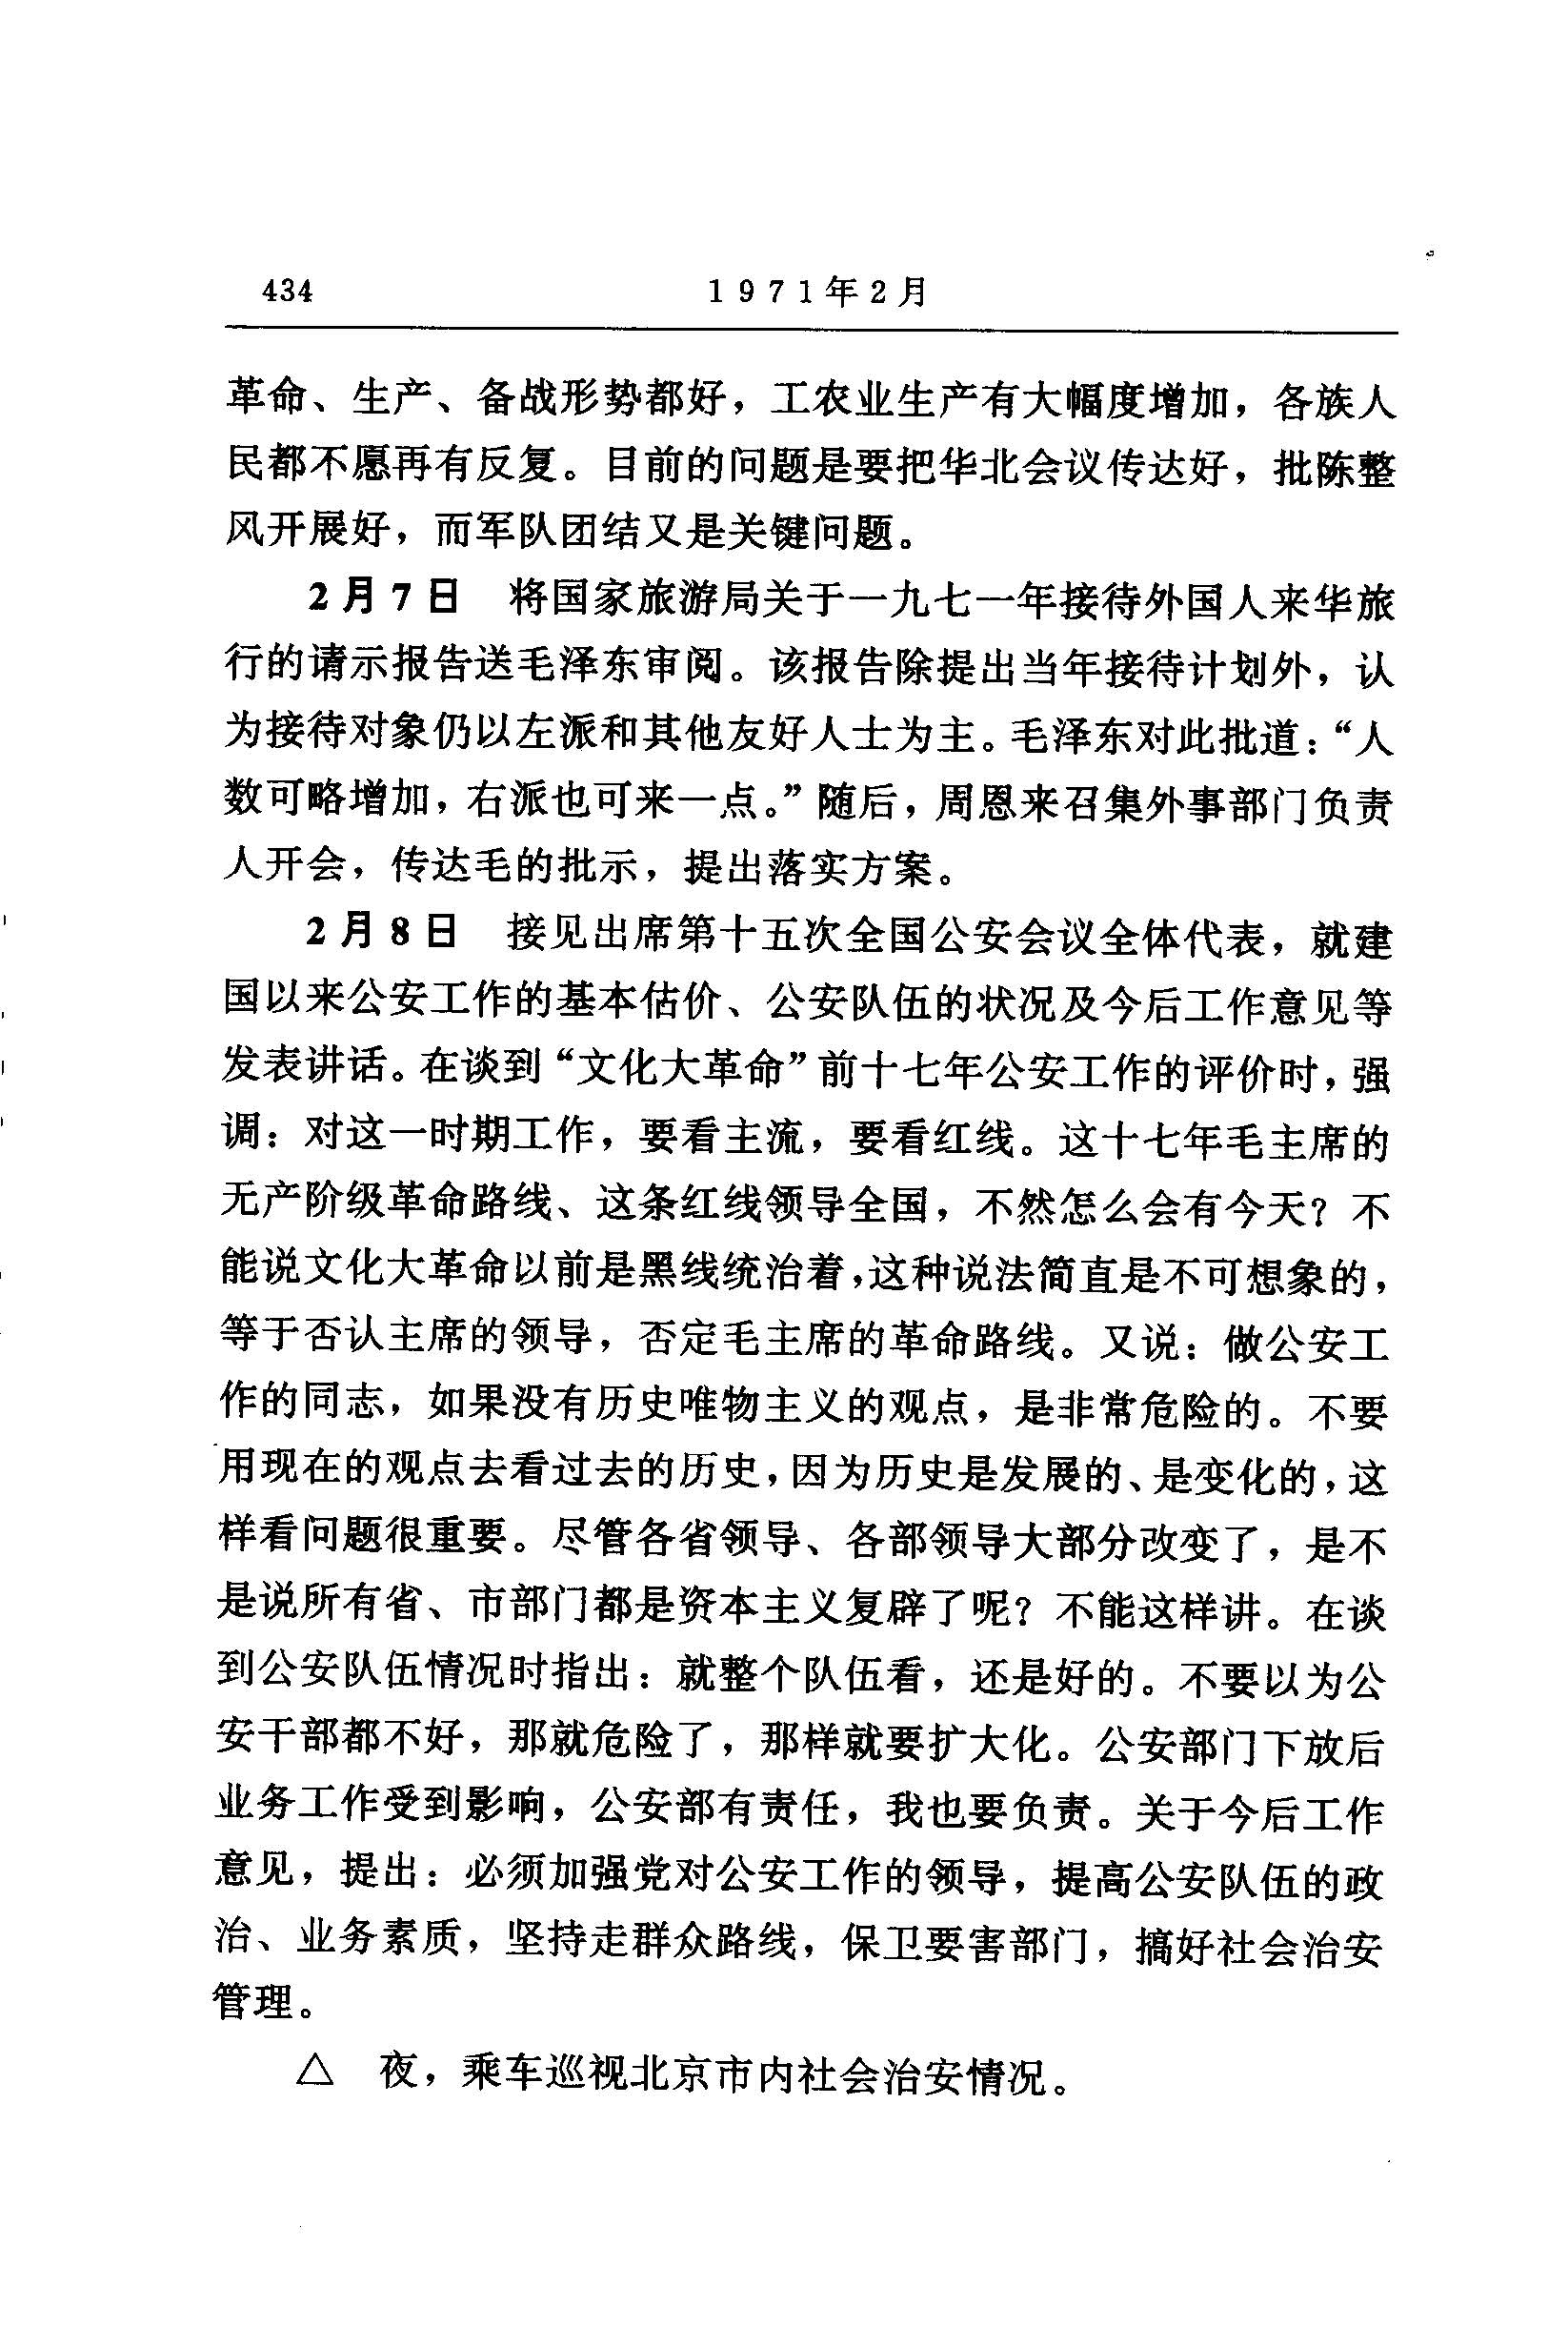 434 1971年2月
革命、生产、备战形势都好，工农业生产有大幅度增加，各族人
民都不愿再有反复。目前的问题是要把华北会议传达好，批陈整
风开展好，而军队团结又是关键问题。
2月7日　将国家旅游局关于一九七一年接待外国人来华旅
行的请示报告送毛泽东审阅。该报告除提出当年接待计划外，认
为接待对象仍以左派和其他友好人士为主。毛泽东对此批道：“人
数可略增加，右派也可来一点。”随后，周恩来召集外事部门负责
人开会，传达毛的批示，提出落实方案。
2月8日　接见出席第十五次全国公安会议全体代表，就建
国以来公安工作的基本估价、公安队伍的状况及今后工作意见等
发表讲话。在谈到“文化大革命”前十七年公安工作的评价时，强
调：对这一时期工作，要看主流，要看红线。这十七年毛主席的
无产阶级革命路线、这条红线领导全国，不然怎么会有今天？不
能说文化大革命以前是黑线统治着，这种说法简直是不可想象的，
等于否认主席的领导，否定毛主席的革命路线。又说：做公安工
作的同志，如果没有历史唯物主义的观点，是非常危险的。不要
用现在的观点去看过去的历史，因为历史是发展的、是变化的，这
样看问题很重要。尽管各省领导、各部领导大部分改变了，是不
是说所有省、市部门都是资本主义复辟了呢？不能这样讲。在谈
到公安队伍情况时指出：就整个队伍看，还是好的。不要以为公
安干部都不好，那就危险了，那样就要扩大化。公安部门下放后
业务工作受到影响，公安部有责任，我也要负责。关于今后工作
意见，提出：必须加强党对公安工作的领导，提高公安队伍的政
治、业务素质，坚持走群众路线，保卫要害部门，搞好社会治安
管理。
△　夜，乘车巡视北京市内社会治安情况。